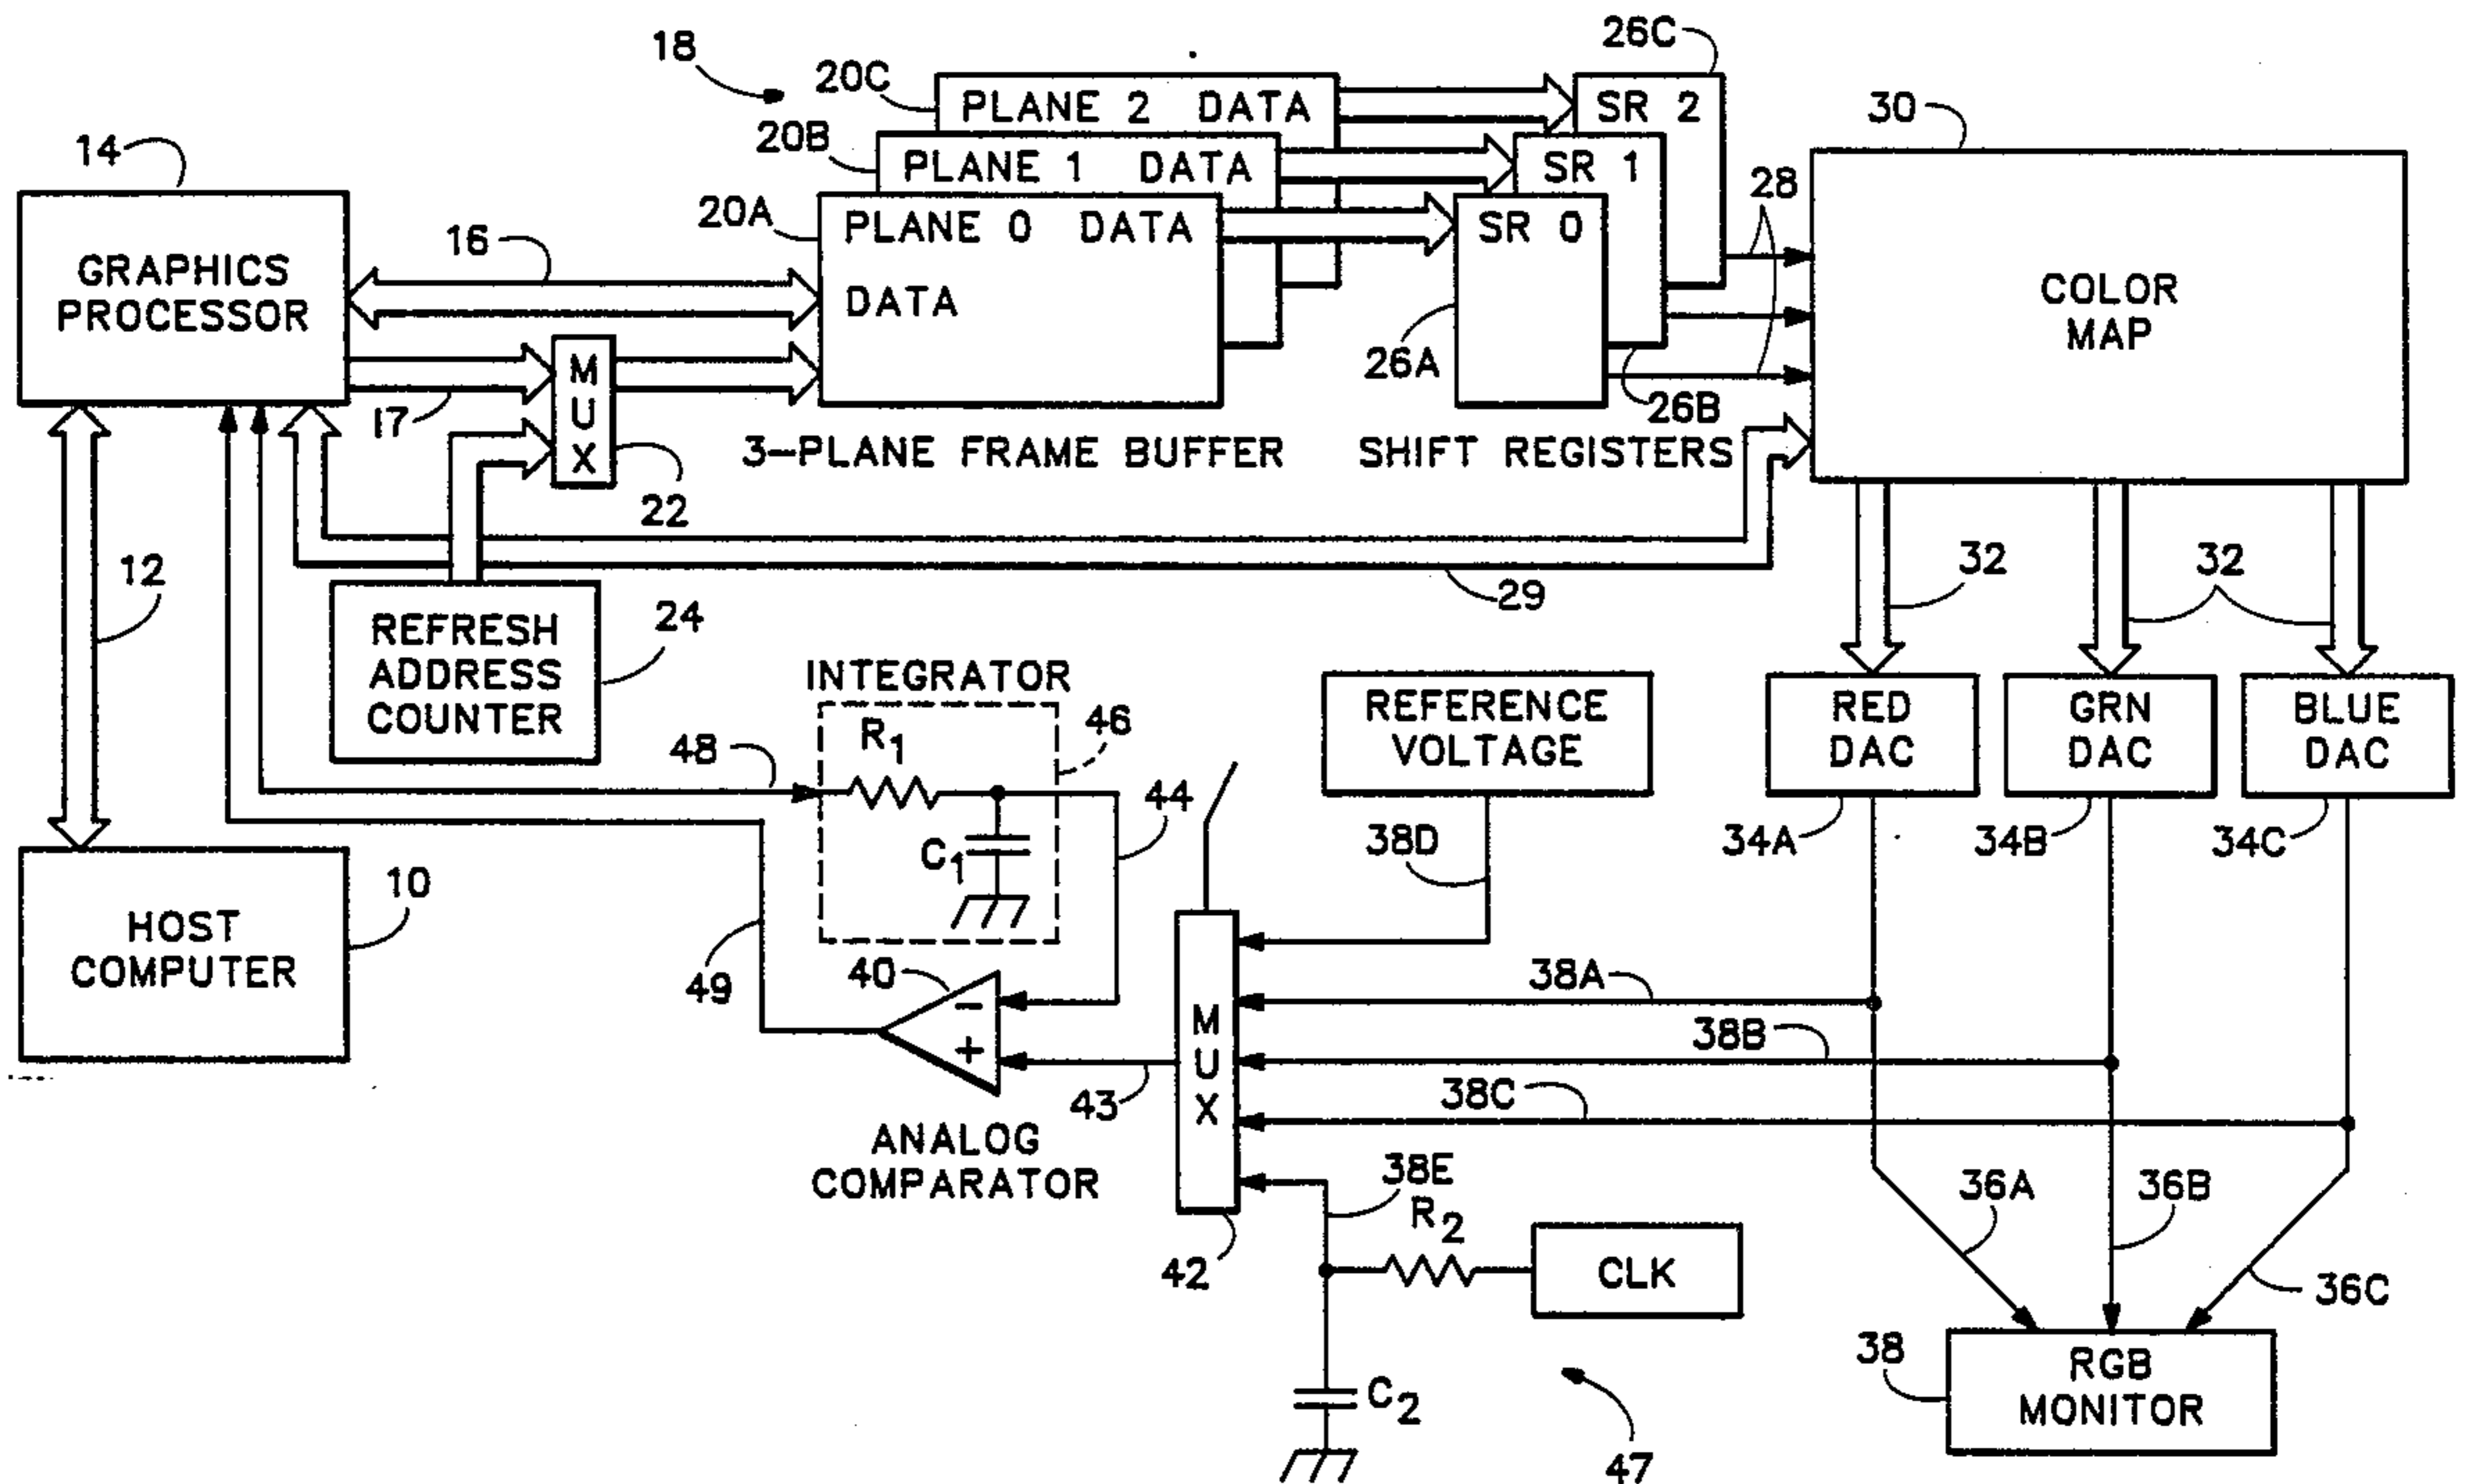 18
20C
PLANE 2 DATA
26C
SR 2
30
14
20B
PLANE 1 DATA
SR 1
28
20A
PLANE 0 DATA
SR 0
16
GRAPHICS
PROCESSOR
DATA
COLOR
MAP
MUX
26A
26B
17
3-PLANE FRAME BUFFER
SHIFT REGISTERS
22
12
29
32
32
REFRESH
ADDRESS
COUNTER
24
INTEGRATOR
46
R1
C1
REFERENCE
VOLTAGE
RED
DAC
GRN
DAC
BLUE
DAC
48
44
38D
34A
34B
34C
HOST
COMPUTER
10
49
40
-
+
38A
38B
38C
MUX
43
ANALOG
COMPARATOR
38E
R2
42
CLK
36A
36B
36C
C2
47
38
RGB
MONITOR